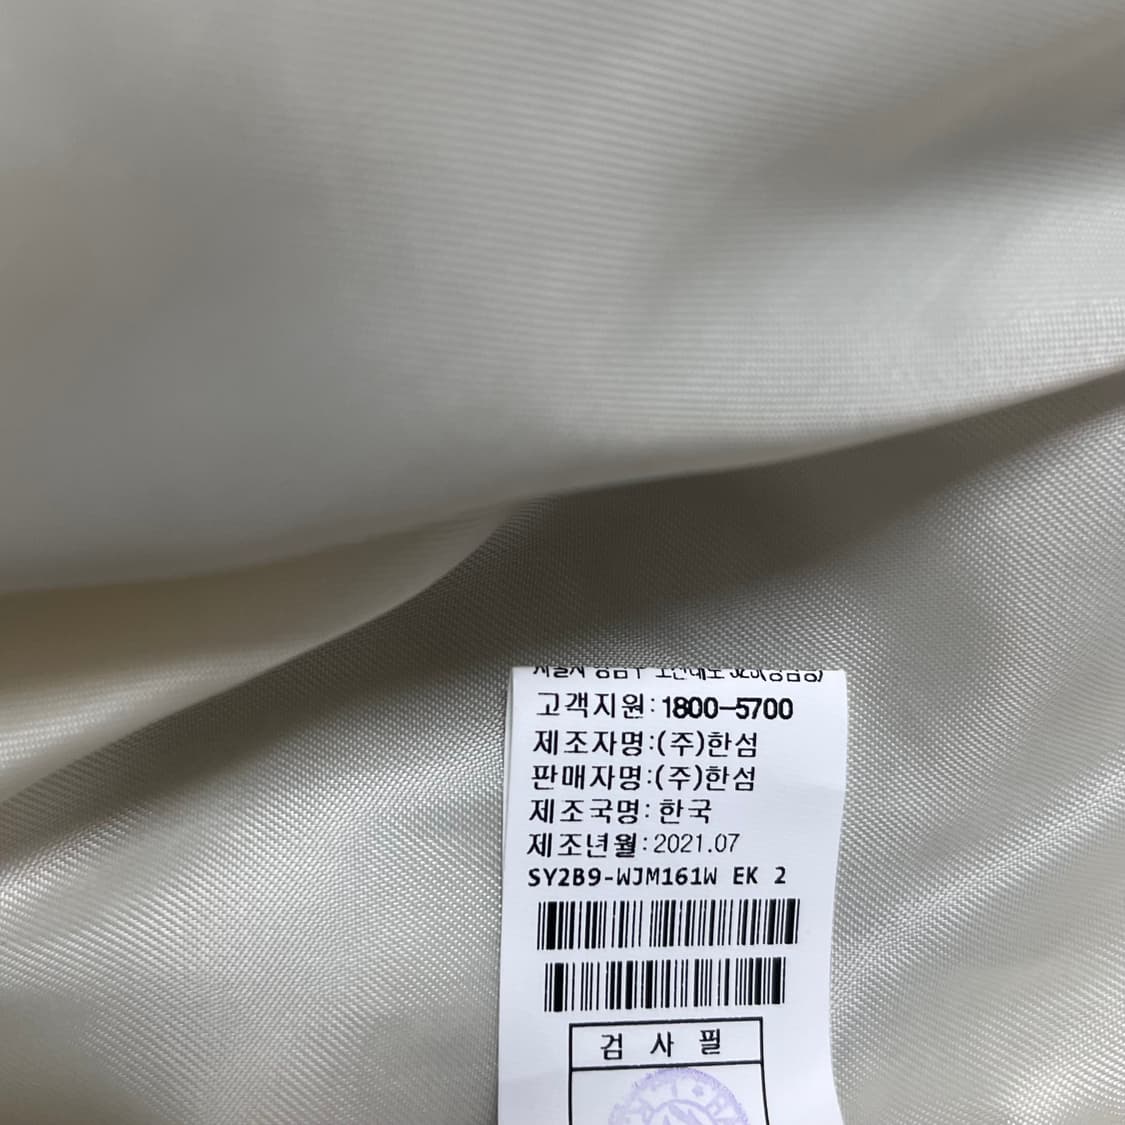 고객지원:1800-5700
제조자명:(주)한섬
판매자명:(주)한섬
제조국명: 한국
제조년월:2021.07
SY2B9-WJM161W EK 2
검 사 필